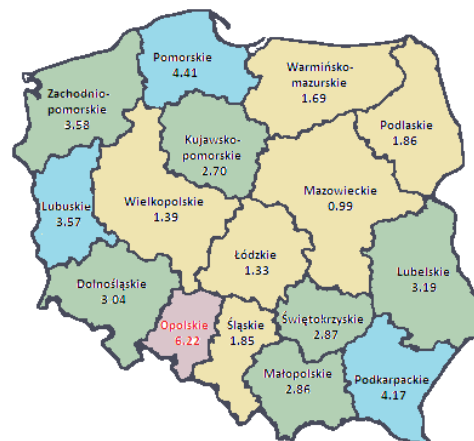 Pomorskie
4.41
Warmińsko-
mazurskie
1.69
Zachodnio-
pomorskie
3.58
Podlaskie
1.86
Kujawsko-
pomorskie
2.70
Lubuskie
3.57
Wielkopolskie
1.39
Mazowieckie
0.99
Łódzkie
1.33
Lubelskie
3.19
Dolnośląskie
3 04
Opolskie
6.22
Śląskie
1.85
Świętokrzyskie
2.87
Małopolskie
2.86
Podkarpackie
4.17